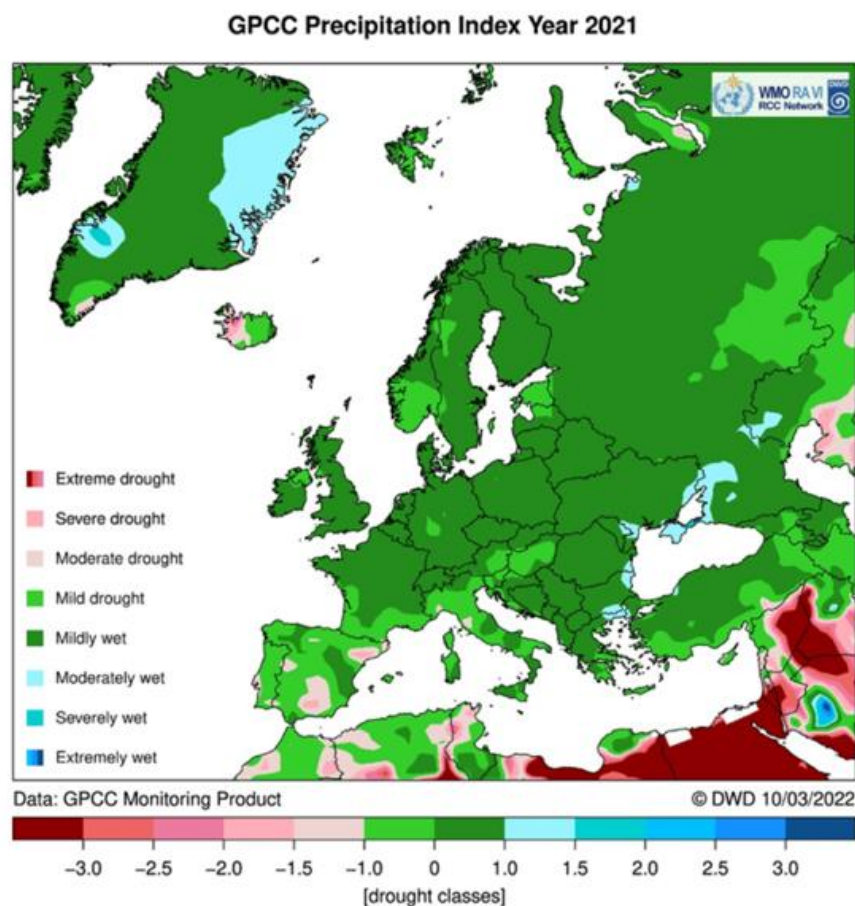 GPCC Precipitation Index Year 2021
WMO RA VI
RCC Network
Extreme drought
Severe drought
Moderate drought
Mild drought
Mildly wet
Moderately wet
Severely wet
Extremely wet
Data: GPCC Monitoring Product
© DWD 10/03/2022
−3.0 −2.5 −2.0 −1.5 −1.0 0 1.0 1.5 2.0 2.5 3.0
[drought classes]